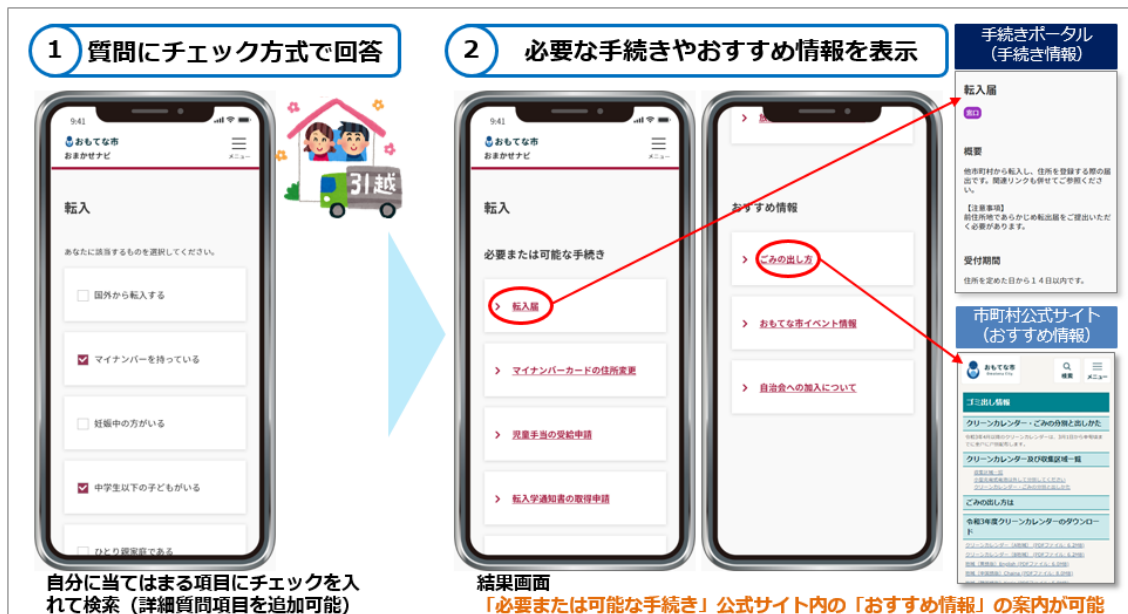 1 質問にチェック方式で回答
2 必要な手続きやおすすめ情報を表示
9:41
おもてな市
おまかせナビ
メニュー
転入
あなたに該当するものを選択してください。
国外から転入する
マイナンバーを持っている
妊娠中の方がいる
中学生以下の子どもがいる
ひとり親家庭である
引越
自分に当てはまる項目にチェックを入
れて検索(詳細質問項目を追加可能)
9:41
おもてな市
おまかせナビ
メニュー
転入
必要または可能な手続き
転入届
マイナンバーカードの住所変更
児童手当の受給申請
転入学通知書の取得申請
おすすめ情報
ごみの出し方
おもてな市イベント情報
自治会への加入について
結果画面
「必要または可能な手続き」公式サイト内の「おすすめ情報」の案内が可能
手続きポータル
(手続き情報)
転入届
窓口
概要
他市町村から転入し、住所を登録する際の届
出です。関連リンクも併せてご参照くださ
い。
【注意事項】
前住所地であらかじめ転出届をご提出いただ
く必要があります。
受付期間
住所を定めた日から14日以内です。
市町村公式サイト
(おすすめ情報)
おもてな市
検索
メニュー
ゴミ出し情報
クリーンカレンダー・ごみの分別と出しかた
クリーンカレンダー及び収集区域一覧
ごみの出し方は
令和3年度クリーンカレンダーのダウンロー
ド